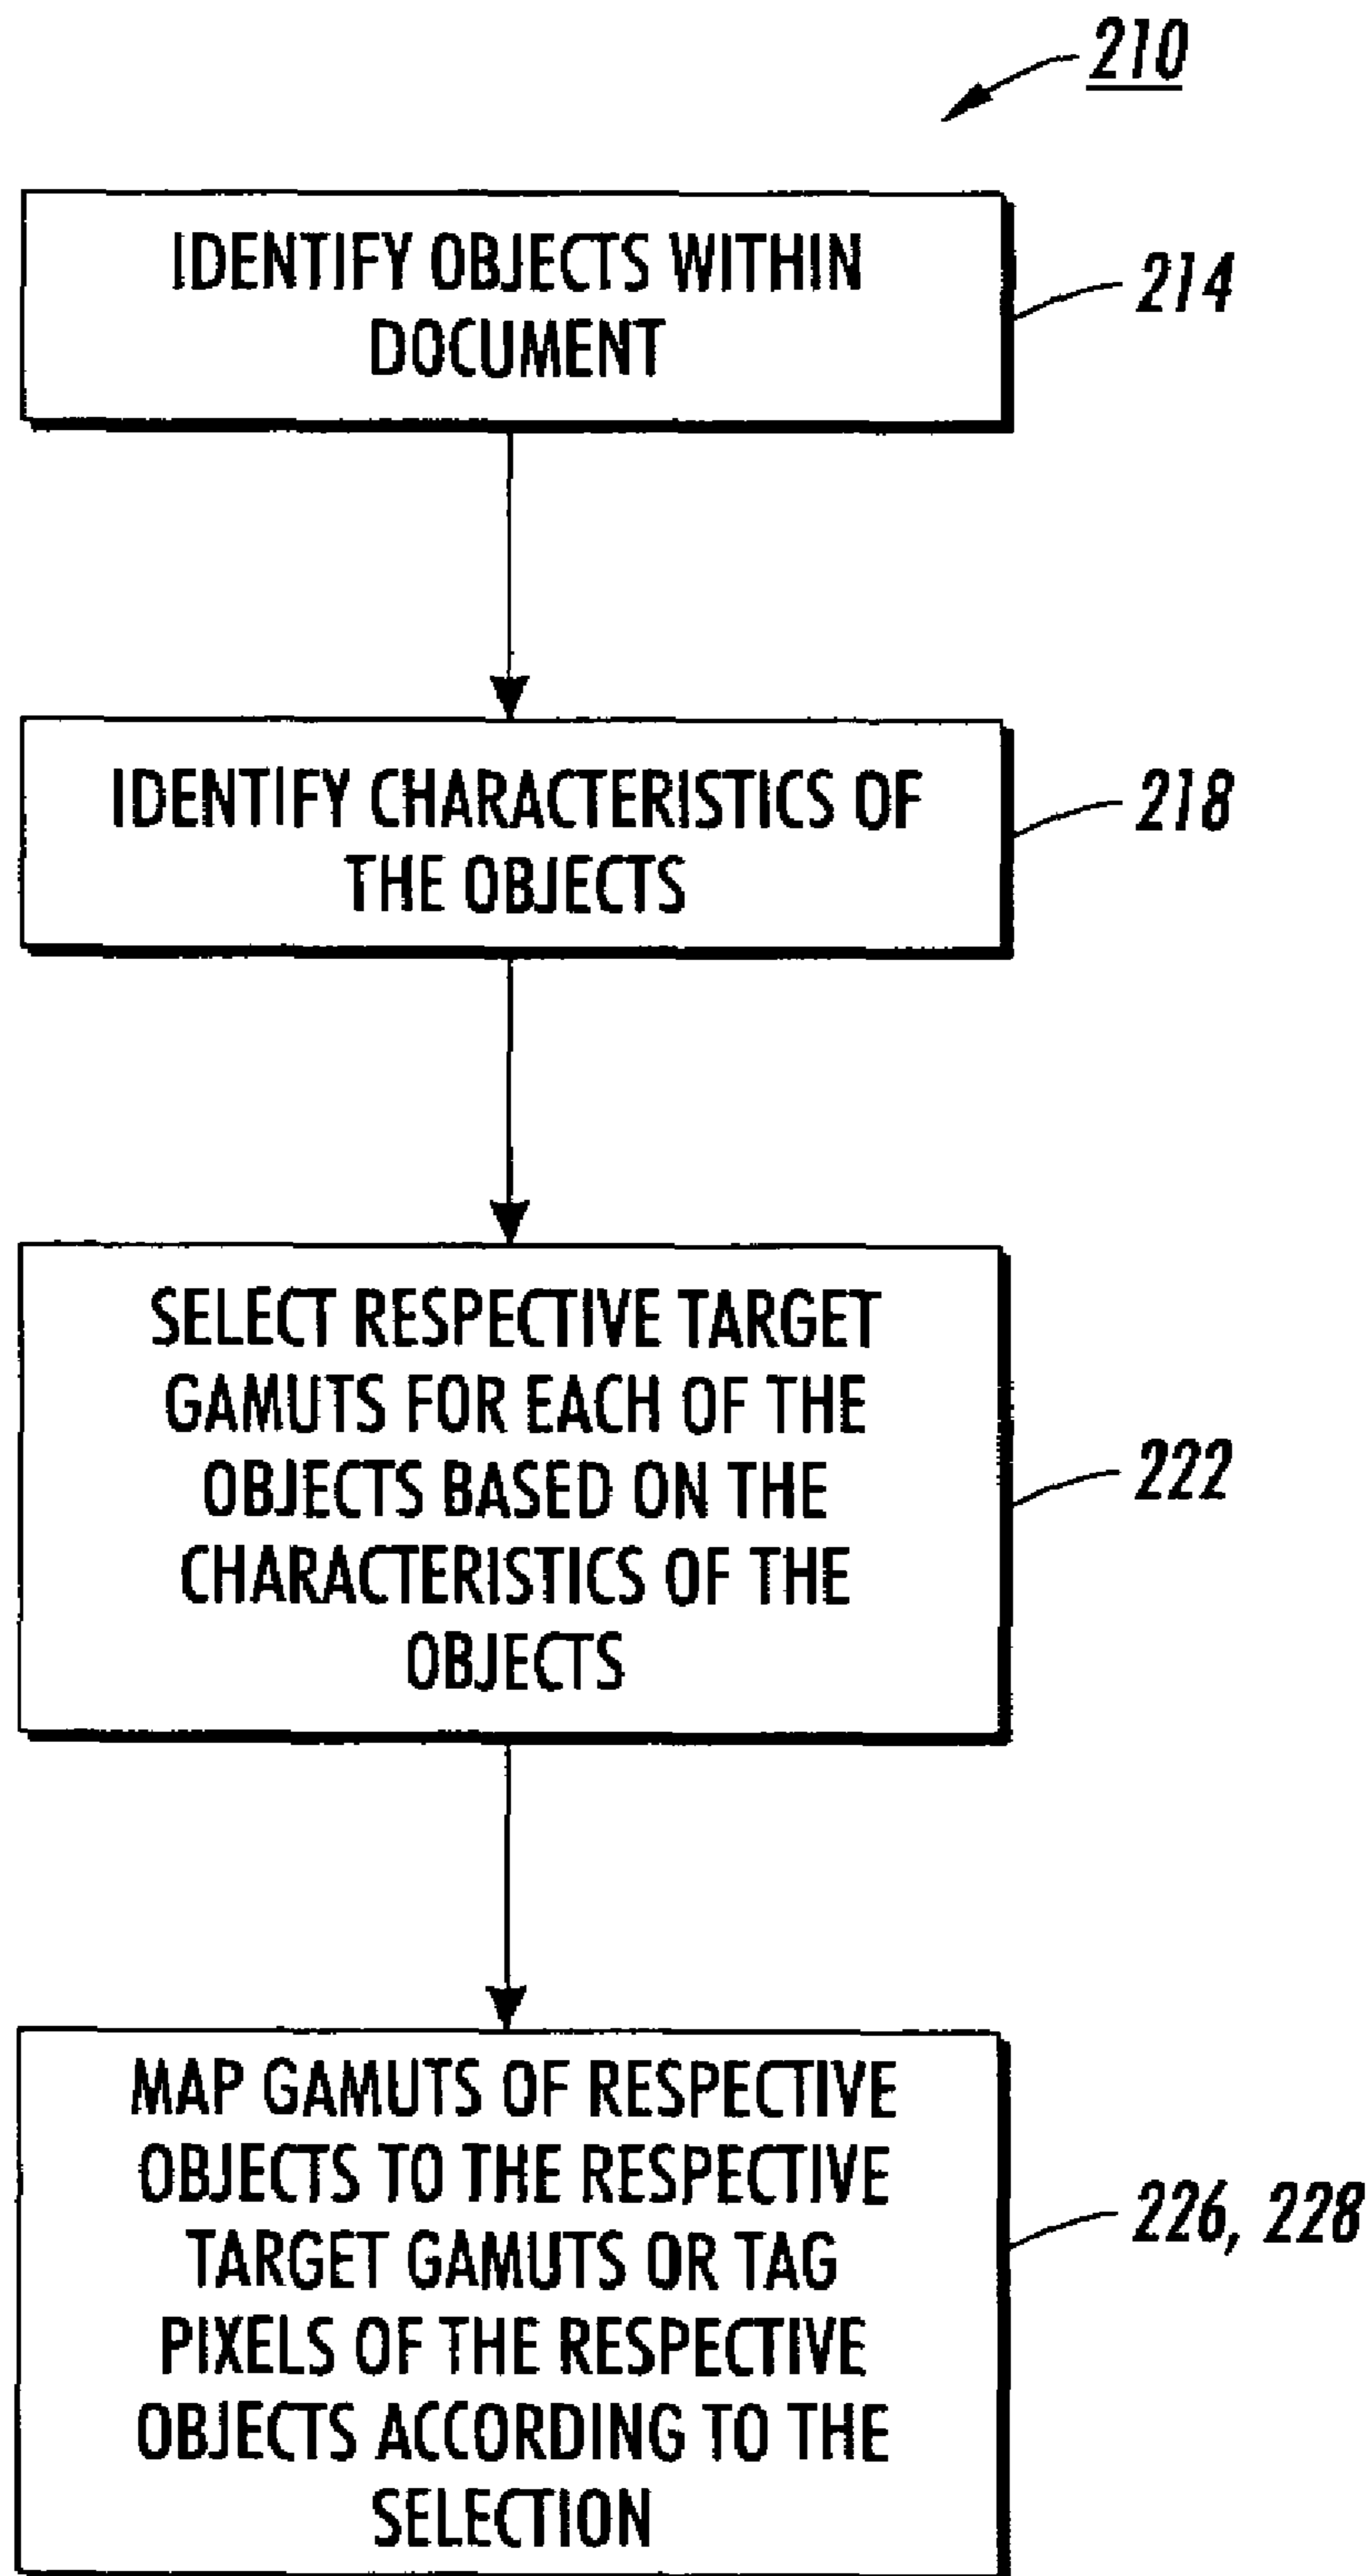 210
IDENTIFY OBJECTS WITHIN
DOCUMENT
214
IDENTIFY CHARACTERISTICS OF
THE OBJECTS
218
SELECT RESPECTIVE TARGET
GAMUTS FOR EACH OF THE
OBJECTS BASED ON THE
CHARACTERISTICS OF THE
OBJECTS
222
MAP GAMUTS OF RESPECTIVE
OBJECTS TO THE RESPECTIVE
TARGET GAMUTS OR TAG
PIXELS OF THE RESPECTIVE
OBJECTS ACCORDING TO THE
SELECTION
226, 228